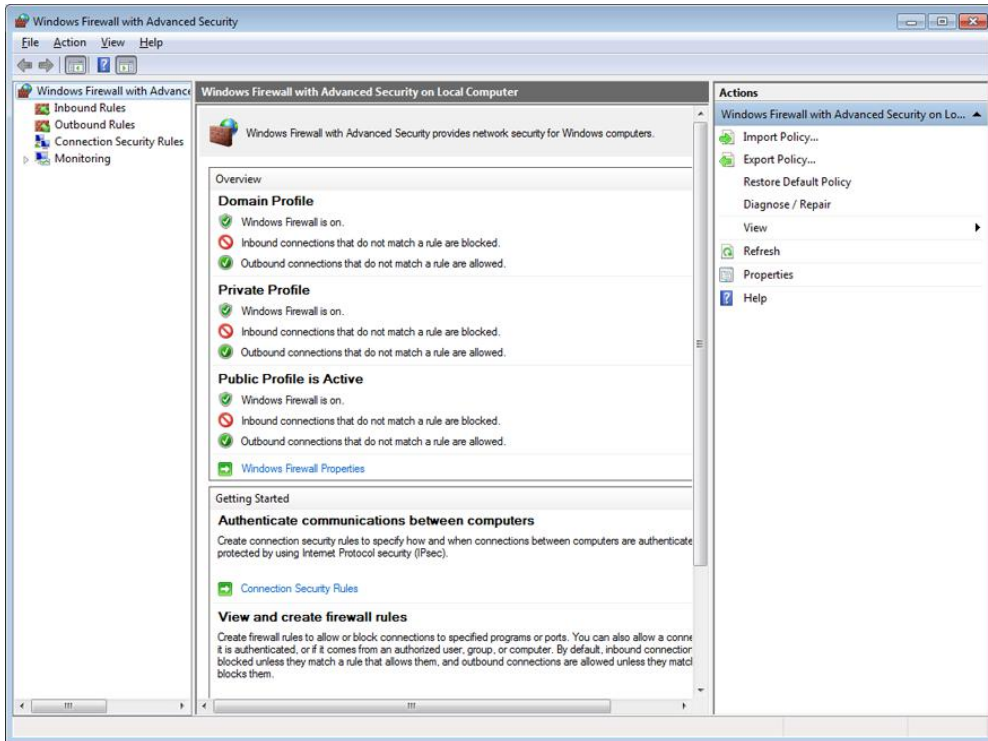 Windows Firewall with Advanced Security
File Action View Help
Windows Firewall with Advance
Inbound Rules
Outbound Rules
Connection Security Rules
Monitoring
Windows Firewall with Advanced Security on Local Computer
Windows Firewall with Advanced Security provides network security for Windows computers.
Overview
Domain Profile
Windows Firewall is on.
Inbound connections that do not match a rule are blocked.
Outbound connections that do not match a rule are allowed.
Private Profile
Windows Firewall is on.
Inbound connections that do not match a rule are blocked.
Outbound connections that do not match a rule are allowed.
Public Profile is Active
Windows Firewall is on.
Inbound connections that do not match a rule are blocked.
Outbound connections that do not match a rule are allowed.
Windows Firewall Properties
Getting Started
Authenticate communications between computers
Create connection security rules to specify how and when connections between computers are authenticate
protected by using Internet Protocol security (IPsec).
Connection Security Rules
View and create firewall rules
Create firewall rules to allow or block connections to specified programs or ports. You can also allow a conne
it is authenticated, or if it comes from an authorized user, group, or computer. By default, inbound connection
blocked unless they match a rule that allows them, and outbound connections are allowed unless they matcl
blocks them.
Actions
Windows Firewall with Advanced Security on Lo...
Import Policy...
Export Policy...
Restore Default Policy
Diagnose / Repair
View
Refresh
Properties
Help